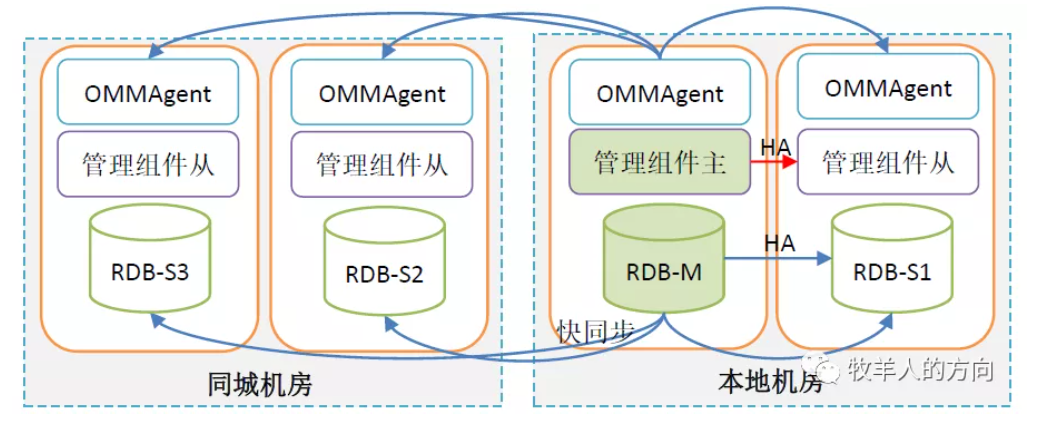 OMMAgent
OMMAgent
OMMAgent
OMMAgent
管理组件从
管理组件从
管理组件主
HA
管理组件从
RDB-S3
RDB-S2
RDB-M
HA
RDB-S1
快同步
同城机房
本地机房
牧羊人的方向